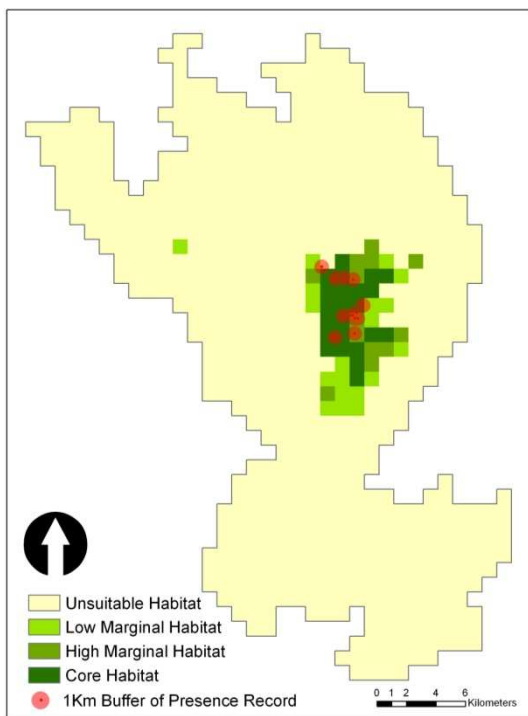 Unsuitable Habitat
Low Marginal Habitat
High Marginal Habitat
Core Habitat
1Km Buffer of Presence Record
0 1 2 4 6
Kilometers